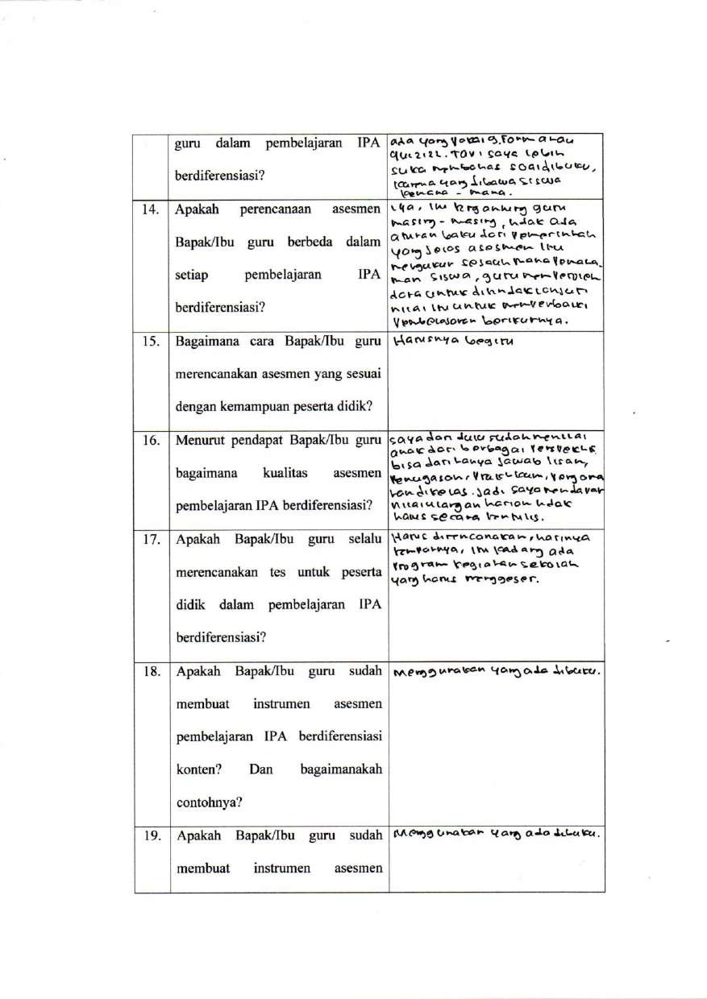 guru dalam pembelajaran IPA
berdiferensiasi?
ada yang pakai g.form atau
quizizz. Tapi saya lebih
suka membahas soal dibuku,
karena yang dibawa siswa
kemana - mana.
14.
Apakah perencanaan asesmen
Bapak/Ibu guru berbeda dalam
setiap pembelajaran IPA
berdiferensiasi?
iya, itu tergantung guru
masing - masing, tidak ada
aturan baku dari pemerintah
yang jelas asesmen itu
mengukur sejauh mana pemaha
man siswa, guru memperoleh
data untuk ditindaklanjuti
nilai itu untuk memperbaiki
pembelajaran berikutnya.
15.
Bagaimana cara Bapak/Ibu guru
merencanakan asesmen yang sesuai
dengan kemampuan peserta didik?
Harusnya begitu
16.
Menurut pendapat Bapak/Ibu guru
bagaimana kualitas asesmen
pembelajaran IPA berdiferensiasi?
saya dari dulu sudah menilai
anak dari berbagai perspektif
bisa dari tanya jawab lisan,
penugasan, praktikum, peragaan
dikelas. jadi saya mendapat
nilai ulangan harian tidak
harus secara tertulis.
17.
Apakah Bapak/Ibu guru selalu
merencanakan tes untuk peserta
didik dalam pembelajaran IPA
berdiferensiasi?
Harus direncanakan, harinya
tempatnya, itu kadang ada
program kegiatan sekolah
yang harus menggeser.
18.
Apakah Bapak/Ibu guru sudah
membuat instrumen asesmen
pembelajaran IPA berdiferensiasi
konten? Dan bagaimanakah
contohnya?
Menggunakan yang ada dibuku.
19.
Apakah Bapak/Ibu guru sudah
membuat instrumen asesmen
Menggunakan yang ada dibuku.